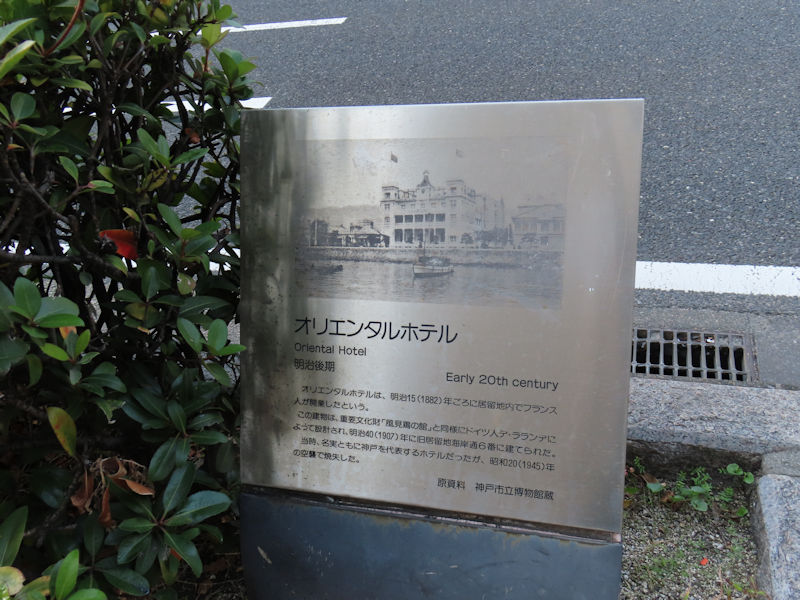 オリエンタルホテル
Oriental Hotel
明治後期
Early 20th century
オリエンタルホテルは、明治15(1882)年ごろに居留地内でフランス
人が開業したという。
この建物は、重要文化財「風見鶏の館」と同様にドイツ人デ・ラランデに
よって設計され、明治40(1907)年に旧居留地海岸通6番に建てられた。
当時、名実ともに神戸を代表するホテルだったが、昭和20(1945)年
の空襲で焼失した。
原資料　神戸市立博物館蔵